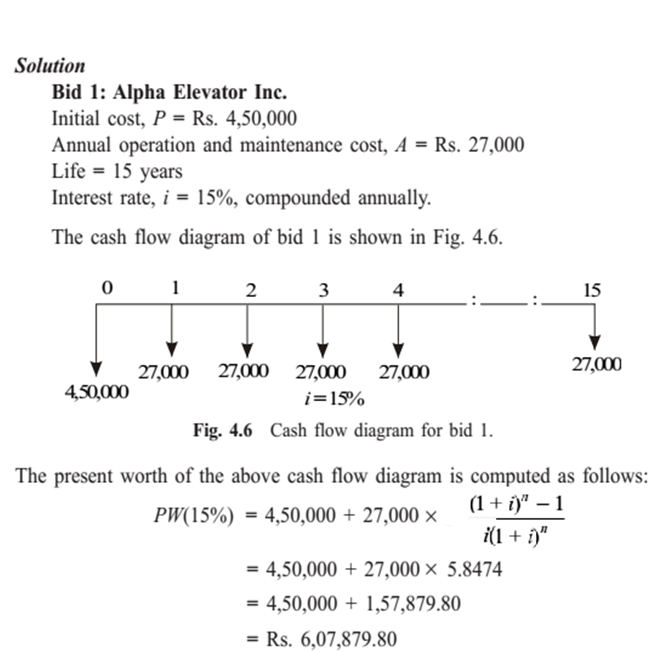 Solution
Bid 1: Alpha Elevator Inc.
Initial cost, P = Rs. 4,50,000
Annual operation and maintenance cost, A = Rs. 27,000
Life = 15 years
Interest rate, i = 15%, compounded annually.
The cash flow diagram of bid 1 is shown in Fig. 4.6.
0 1 2 3 4 : : 15
27,000 27,000 27,000 27,000 27,000
4,50,000
i=15%
Fig. 4.6 Cash flow diagram for bid 1.
The present worth of the above cash flow diagram is computed as follows:
PW(15%) = 4,50,000 + 27,000 × (1 + i)ⁿ − 1
i(1 + i)ⁿ
= 4,50,000 + 27,000 × 5.8474
= 4,50,000 + 1,57,879.80
= Rs. 6,07,879.80